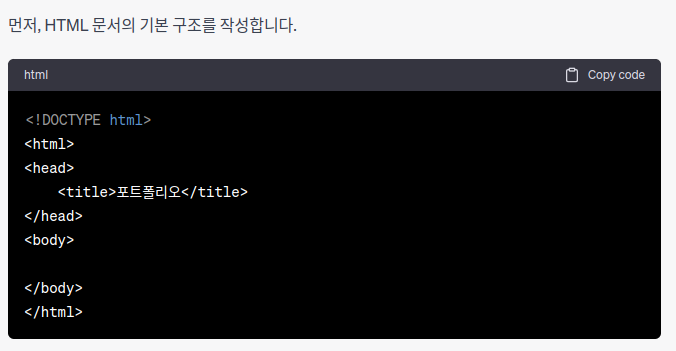 먼저, HTML 문서의 기본 구조를 작성합니다.
html
Copy code
<!DOCTYPE html>
<html>
<head>
    <title>포트폴리오</title>
</head>
<body>
</body>
</html>